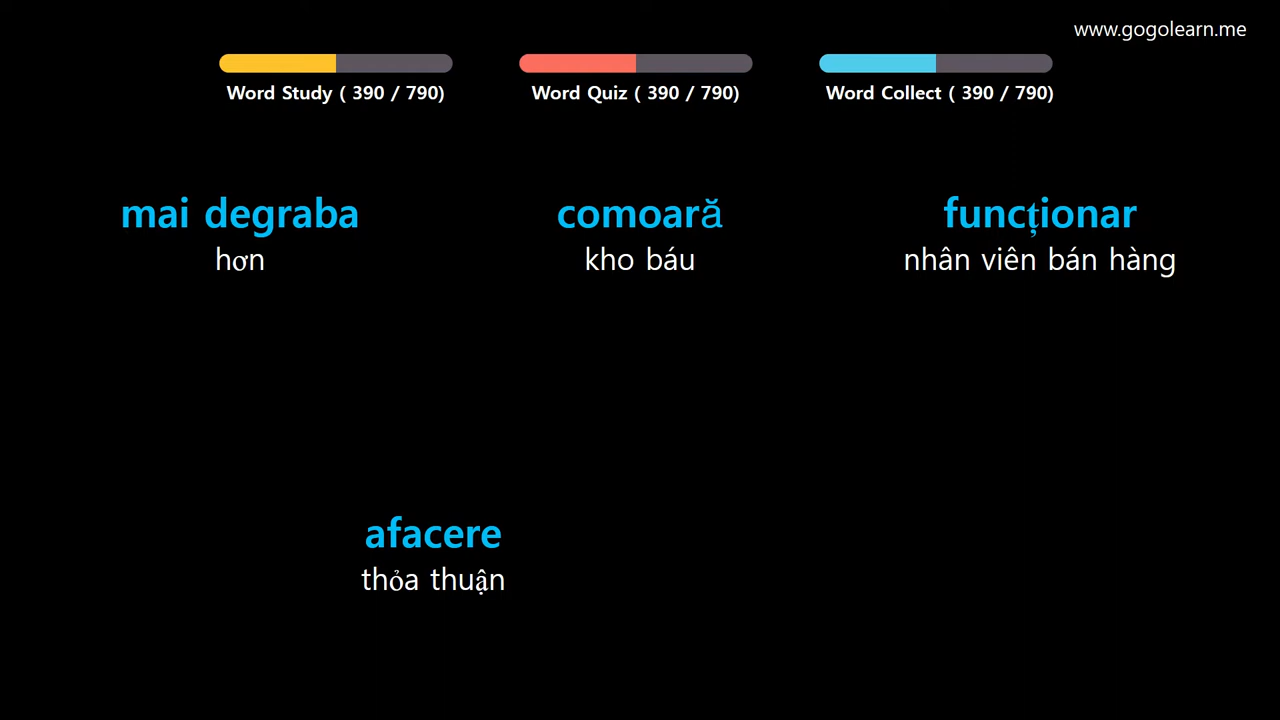 www.gogolearn.me
Word Study ( 390 / 790)
Word Quiz ( 390 / 790)
Word Collect ( 390 / 790)
mai degraba
hơn
comoară
kho báu
funcționar
nhân viên bán hàng
afacere
thỏa thuận